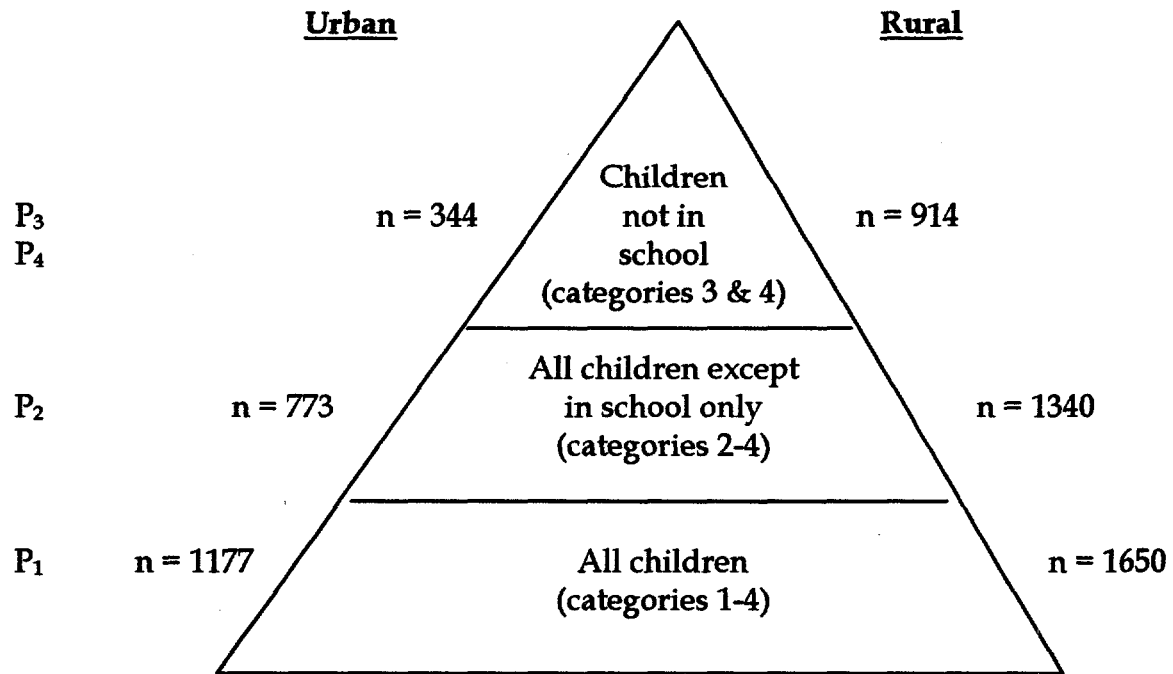 Urban Rural
Children
P₃ n = 344 not in n = 914
P₄ school
(categories 3 & 4)
All children except
P₂ n = 773 in school only n = 1340
(categories 2-4)
P₁ n = 1177 All children n = 1650
(categories 1-4)